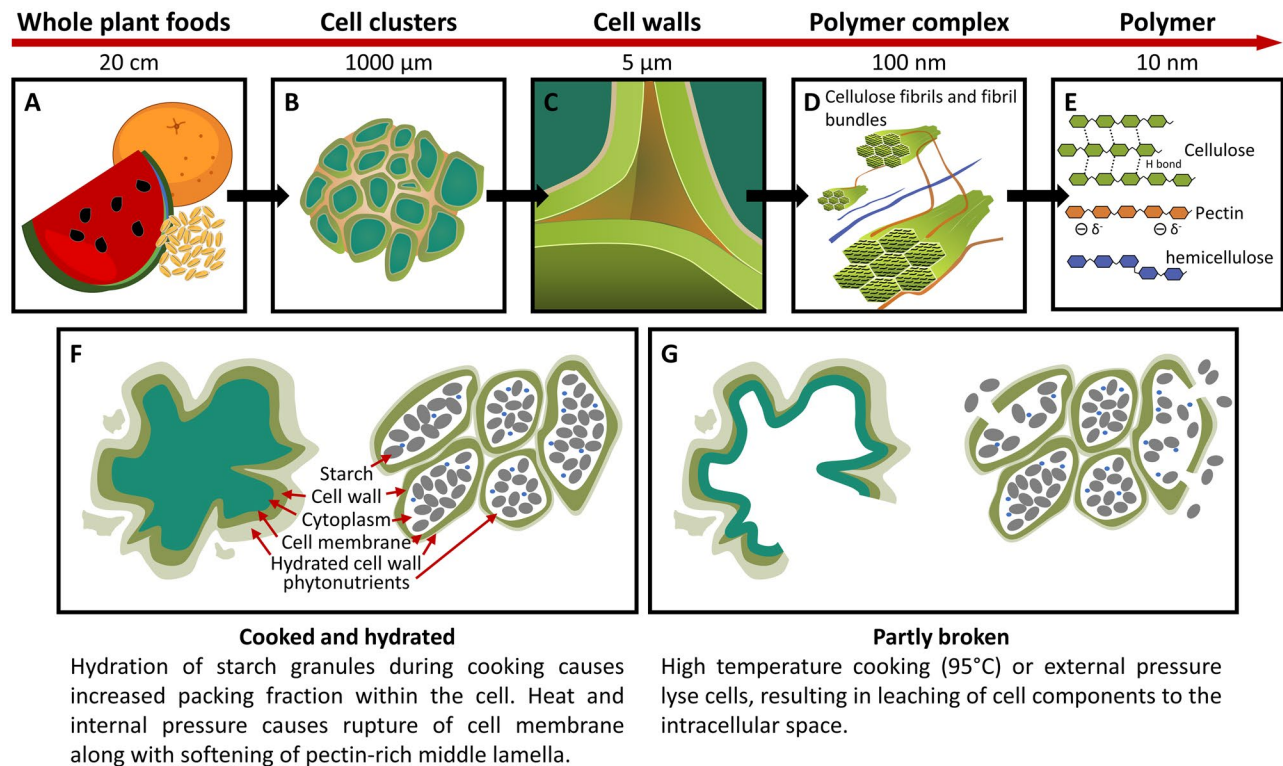 Whole plant foods
Cell clusters
Cell walls
Polymer complex
Polymer
20 cm
1000 µm
5 µm
100 nm
10 nm
A
B
C
D
Cellulose fibrils and fibril
bundles
E
Cellulose
H bond
Pectin
⊖ δ⁻
⊖ δ⁻
hemicellulose
F
Starch
Cell wall
Cytoplasm
Cell membrane
Hydrated cell wall
phytonutrients
G
Cooked and hydrated
Hydration of starch granules during cooking causes
increased packing fraction within the cell. Heat and
internal pressure causes rupture of cell membrane
along with softening of pectin-rich middle lamella.
Partly broken
High temperature cooking (95°C) or external pressure
lyse cells, resulting in leaching of cell components to the
intracellular space.